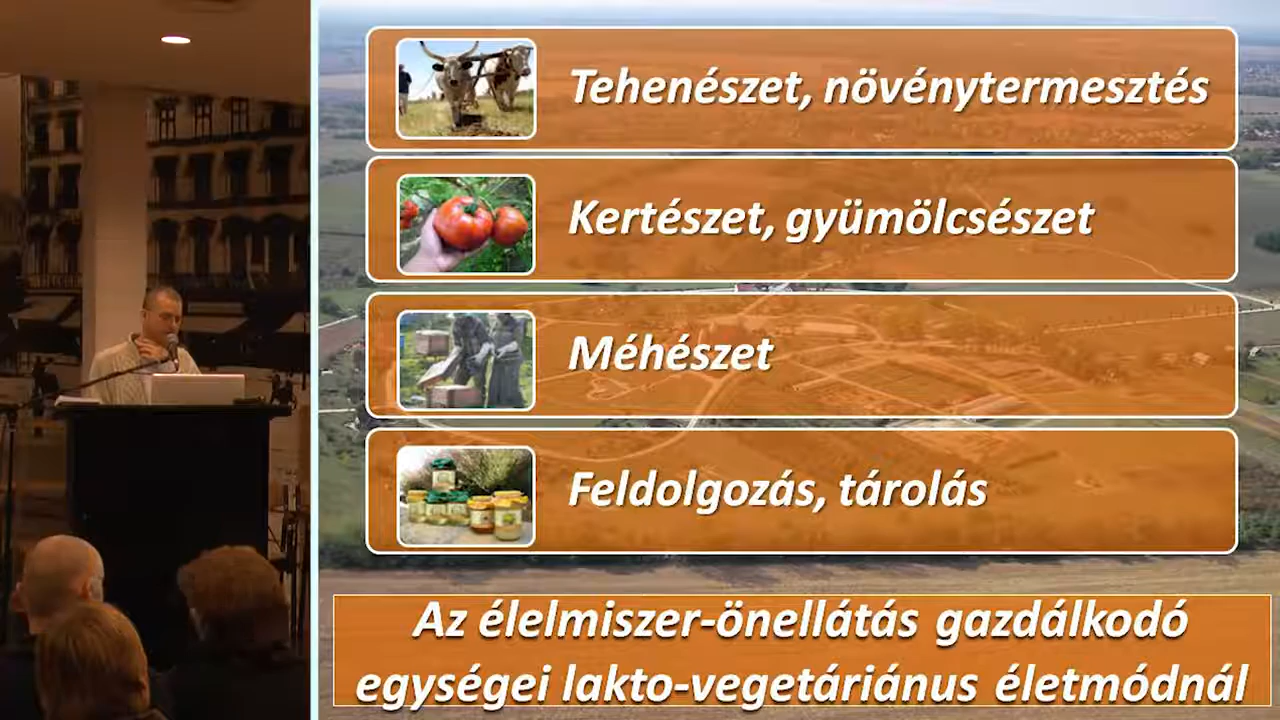 Tehenészet, növénytermesztés
Kertészet, gyümölcsészet
Méhészet
Feldolgozás, tárolás
Az élelmiszer-önellátás gazdálkodó
egységei lakto-vegetáriánus életmódnál